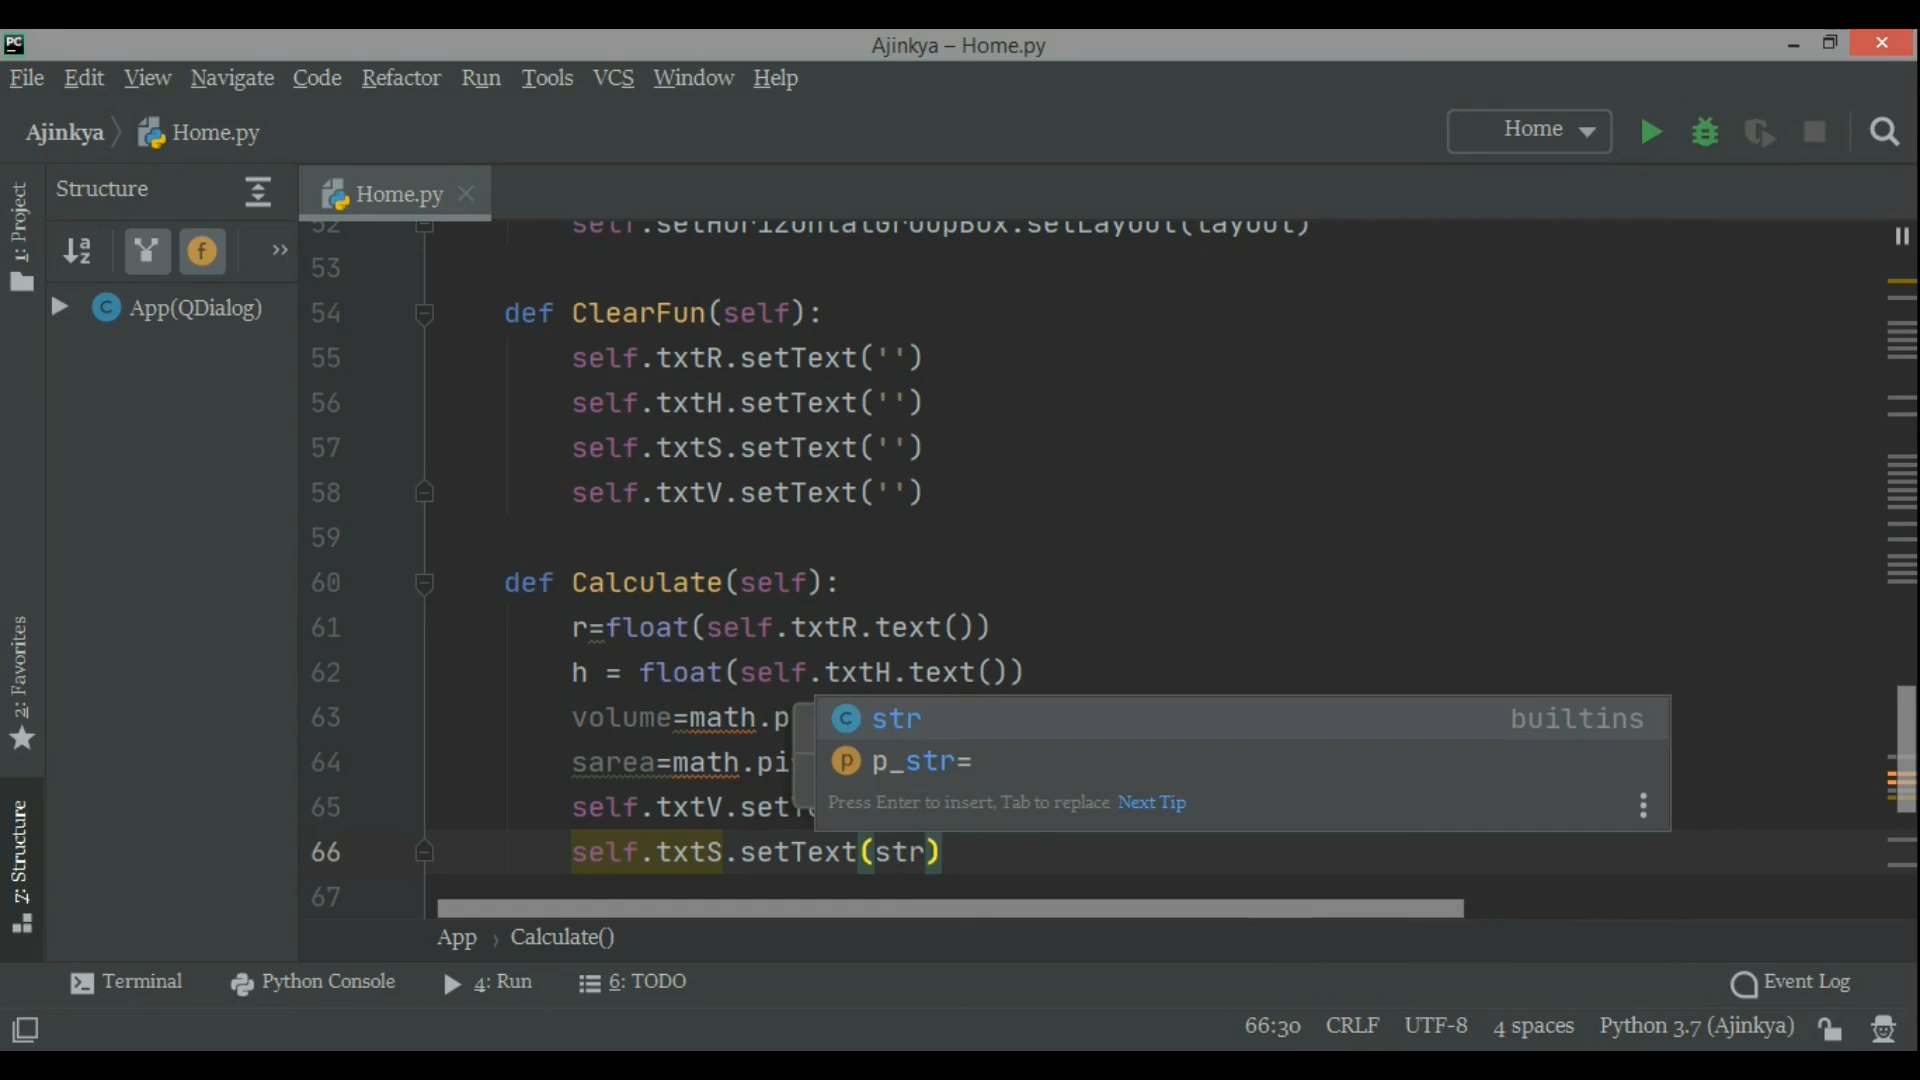 PC
Ajinkya – Home.py
File Edit View Navigate Code Refactor Run Tools VCS Window Help
Ajinkya Home.py
Home
1: Project
Structure
Home.py
App(QDialog)
52 self.setHorizontalGroupBox.setLayout(layout)
53
54 def ClearFun(self):
55 self.txtR.setText('')
56 self.txtH.setText('')
57 self.txtS.setText('')
58 self.txtV.setText('')
59
60 def Calculate(self):
61 r=float(self.txtR.text())
62 h = float(self.txtH.text())
63 volume=math.p
64 sarea=math.pi
65 self.txtV.set
66 self.txtS.setText(str)
67
str builtins
p_str=
Press Enter to insert, Tab to replace Next Tip
2: Favorites
Z: Structure
App › Calculate()
Terminal Python Console 4: Run 6: TODO Event Log
66:30 CRLF UTF-8 4 spaces Python 3.7 (Ajinkya)